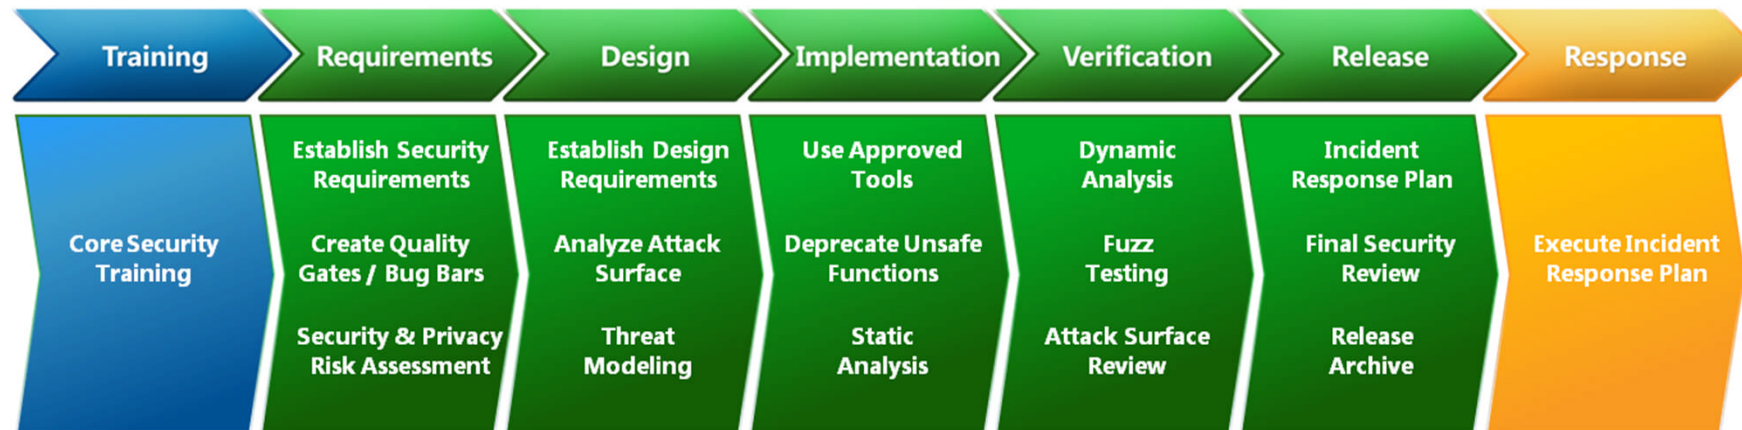 Training
Requirements
Design
Implementation
Verification
Release
Response
Core Security
Training
Establish Security
Requirements
Create Quality
Gates / Bug Bars
Security & Privacy
Risk Assessment
Establish Design
Requirements
Analyze Attack
Surface
Threat
Modeling
Use Approved
Tools
Deprecate Unsafe
Functions
Static
Analysis
Dynamic
Analysis
Fuzz
Testing
Attack Surface
Review
Incident
Response Plan
Final Security
Review
Release
Archive
Execute Incident
Response Plan